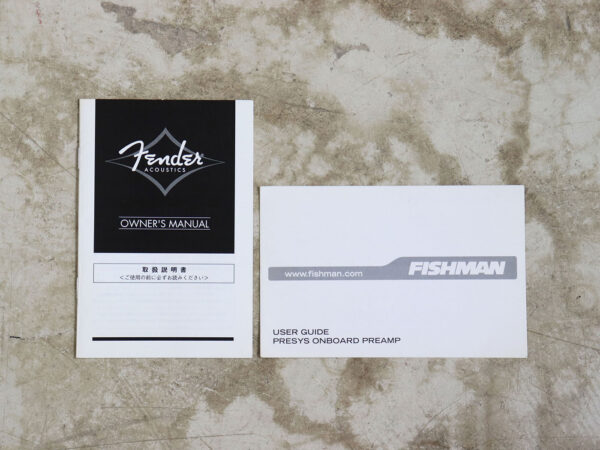 Fender
ACOUSTICS
OWNER'S MANUAL
取扱説明書
<ご使用の前に必ずお読みください>
www.fishman.com
FISHMAN
USER GUIDE
PRESYS ONBOARD PREAMP